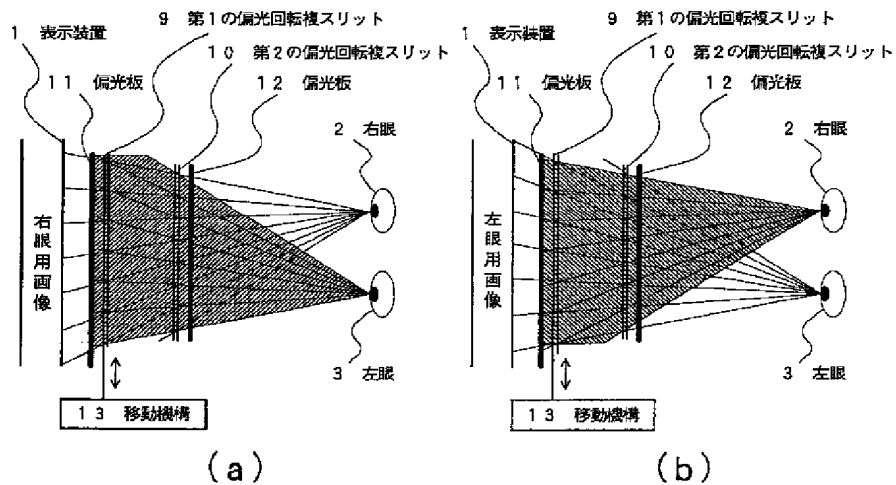 9 第1の偏光回転複スリット
1 表示装置
10 第2の偏光回転複スリット
11 偏光板
12 偏光板
2 右眼
右眼用画像
3 左眼
13 移動機構
(a)
9 第1の偏光回転複スリット
1 表示装置
10 第2の偏光回転複スリット
11 偏光板
12 偏光板
2 右眼
左眼用画像
3 左眼
13 移動機構
(b)